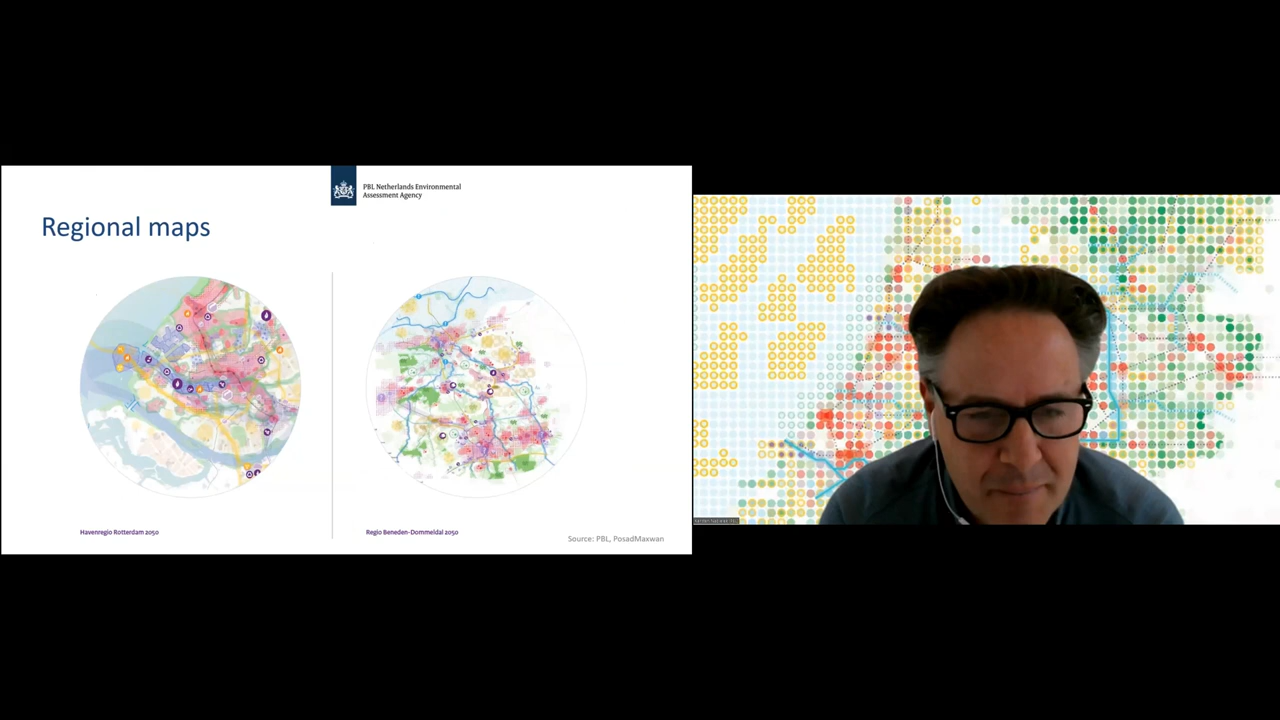 PBL Netherlands Environmental
Assessment Agency
Regional maps
Havenregio Rotterdam 2050
Regio Beneden-Dommeldal 2050
Source: PBL, PosadMaxwan